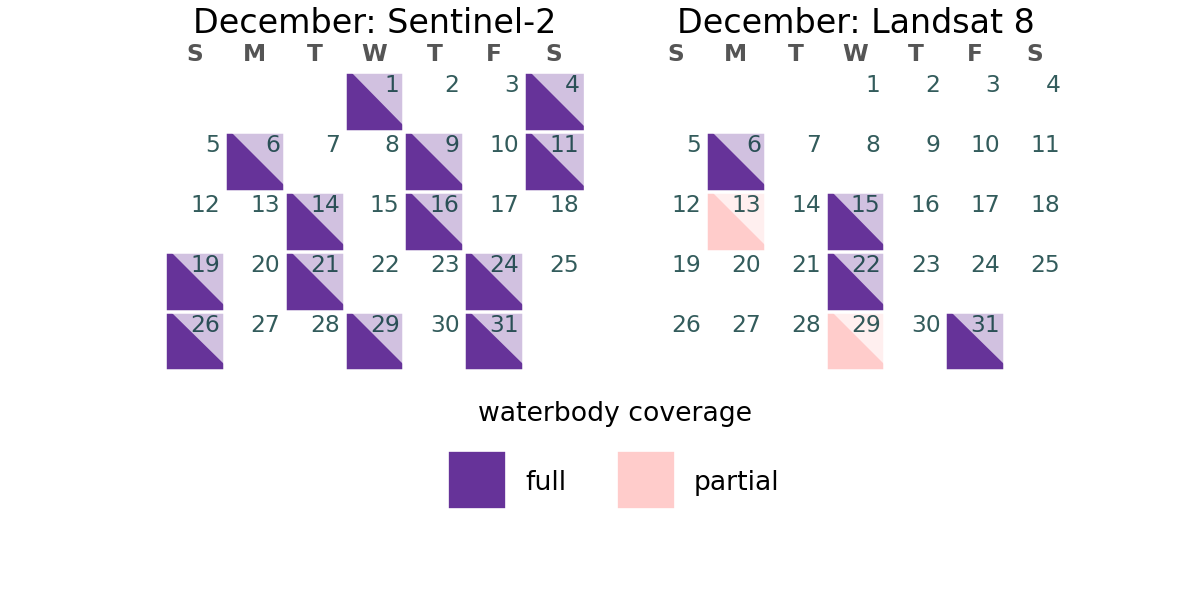 December: Sentinel-2
S M T W T F S
1 2 3 4
5 6 7 8 9 10 11
12 13 14 15 16 17 18
19 20 21 22 23 24 25
26 27 28 29 30 31
December: Landsat 8
S M T W T F S
1 2 3 4
5 6 7 8 9 10 11
12 13 14 15 16 17 18
19 20 21 22 23 24 25
26 27 28 29 30 31
waterbody coverage
full partial